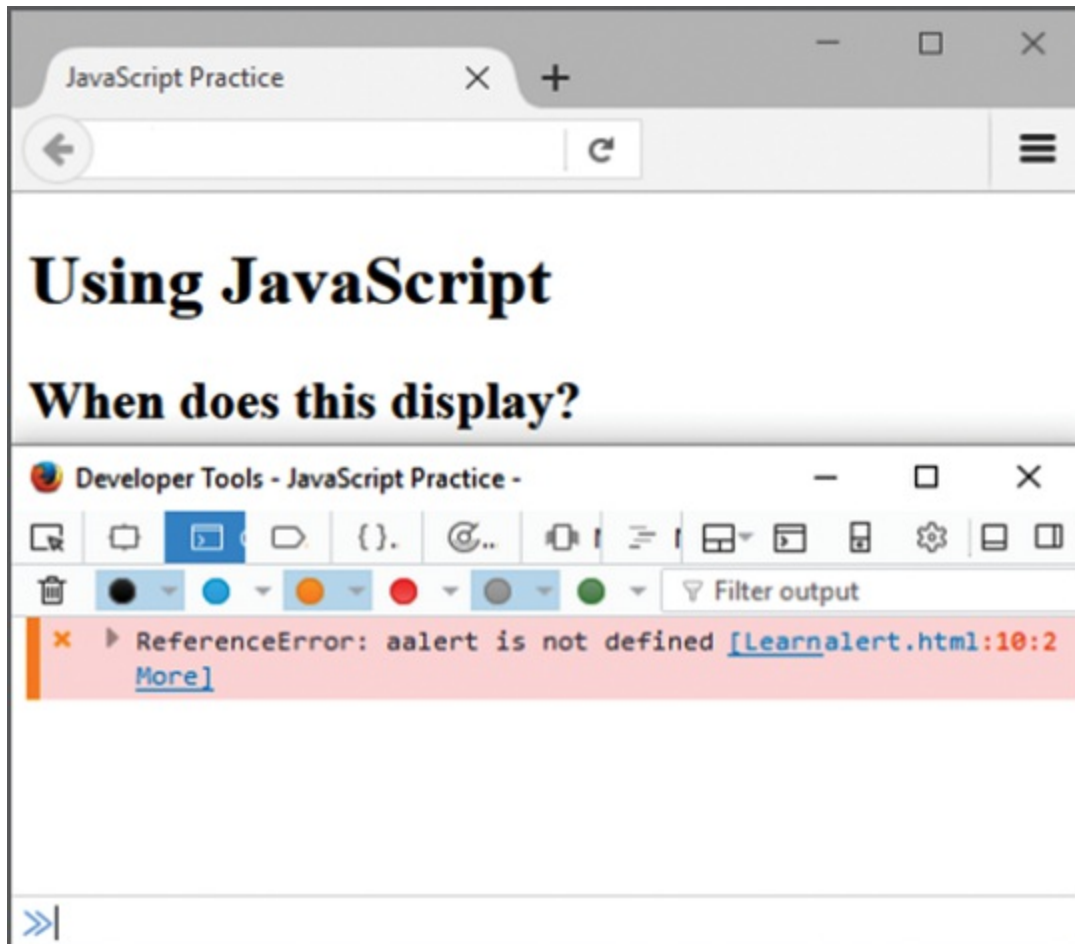 JavaScript Practice
Using JavaScript
When does this display?
Developer Tools - JavaScript Practice -
Filter output
ReferenceError: aalert is not defined [Learnalert.html:10:2
More]